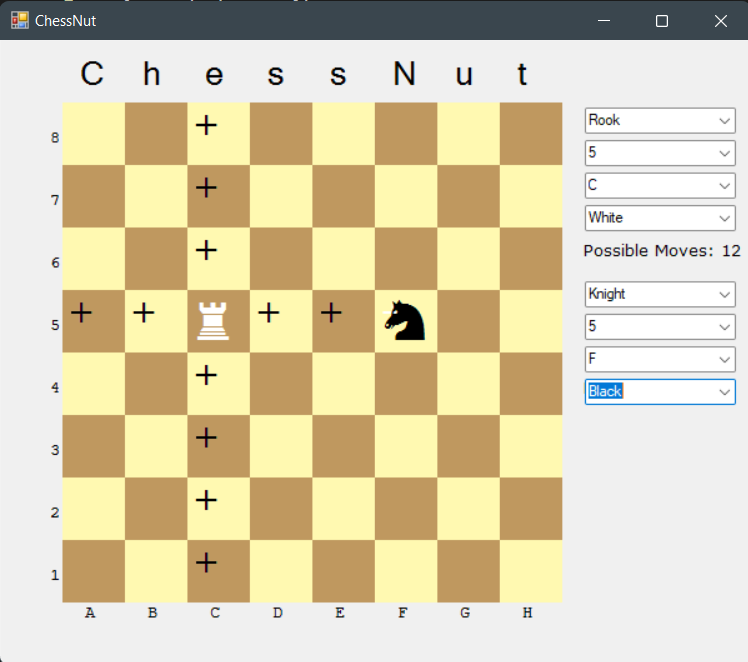 ChessNut
C h e s s N u t
8
7
6
5
4
3
2
1
A B C D E F G H
Rook
5
C
White
Possible Moves: 12
Knight
5
F
Black